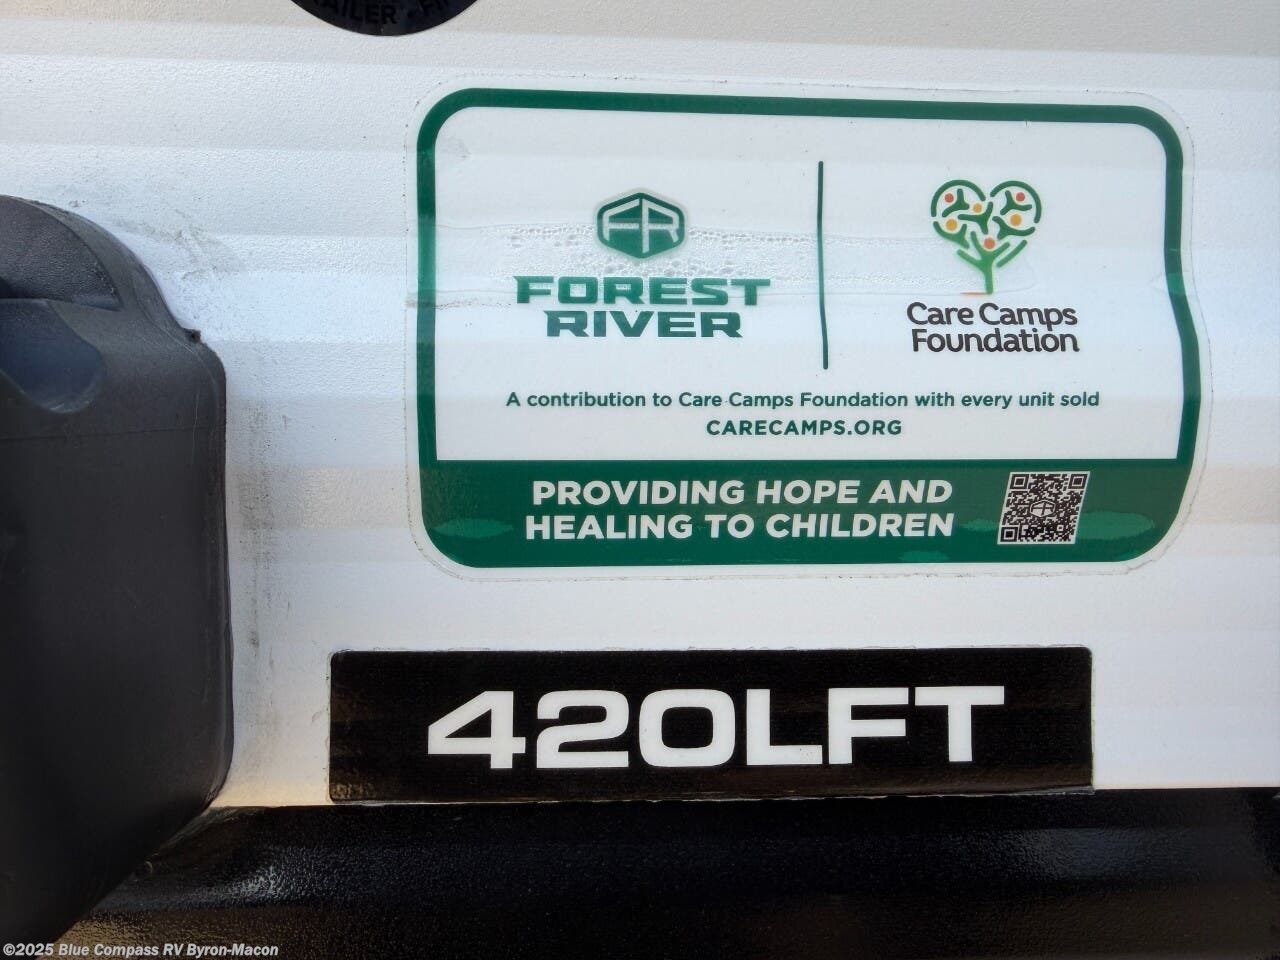 FR
FOREST
RIVER
Care Camps
Foundation
A contribution to Care Camps Foundation with every unit sold
CARECAMPS.ORG
PROVIDING HOPE AND
HEALING TO CHILDREN
420LFT
©2025 Blue Compass RV Byron-Macon